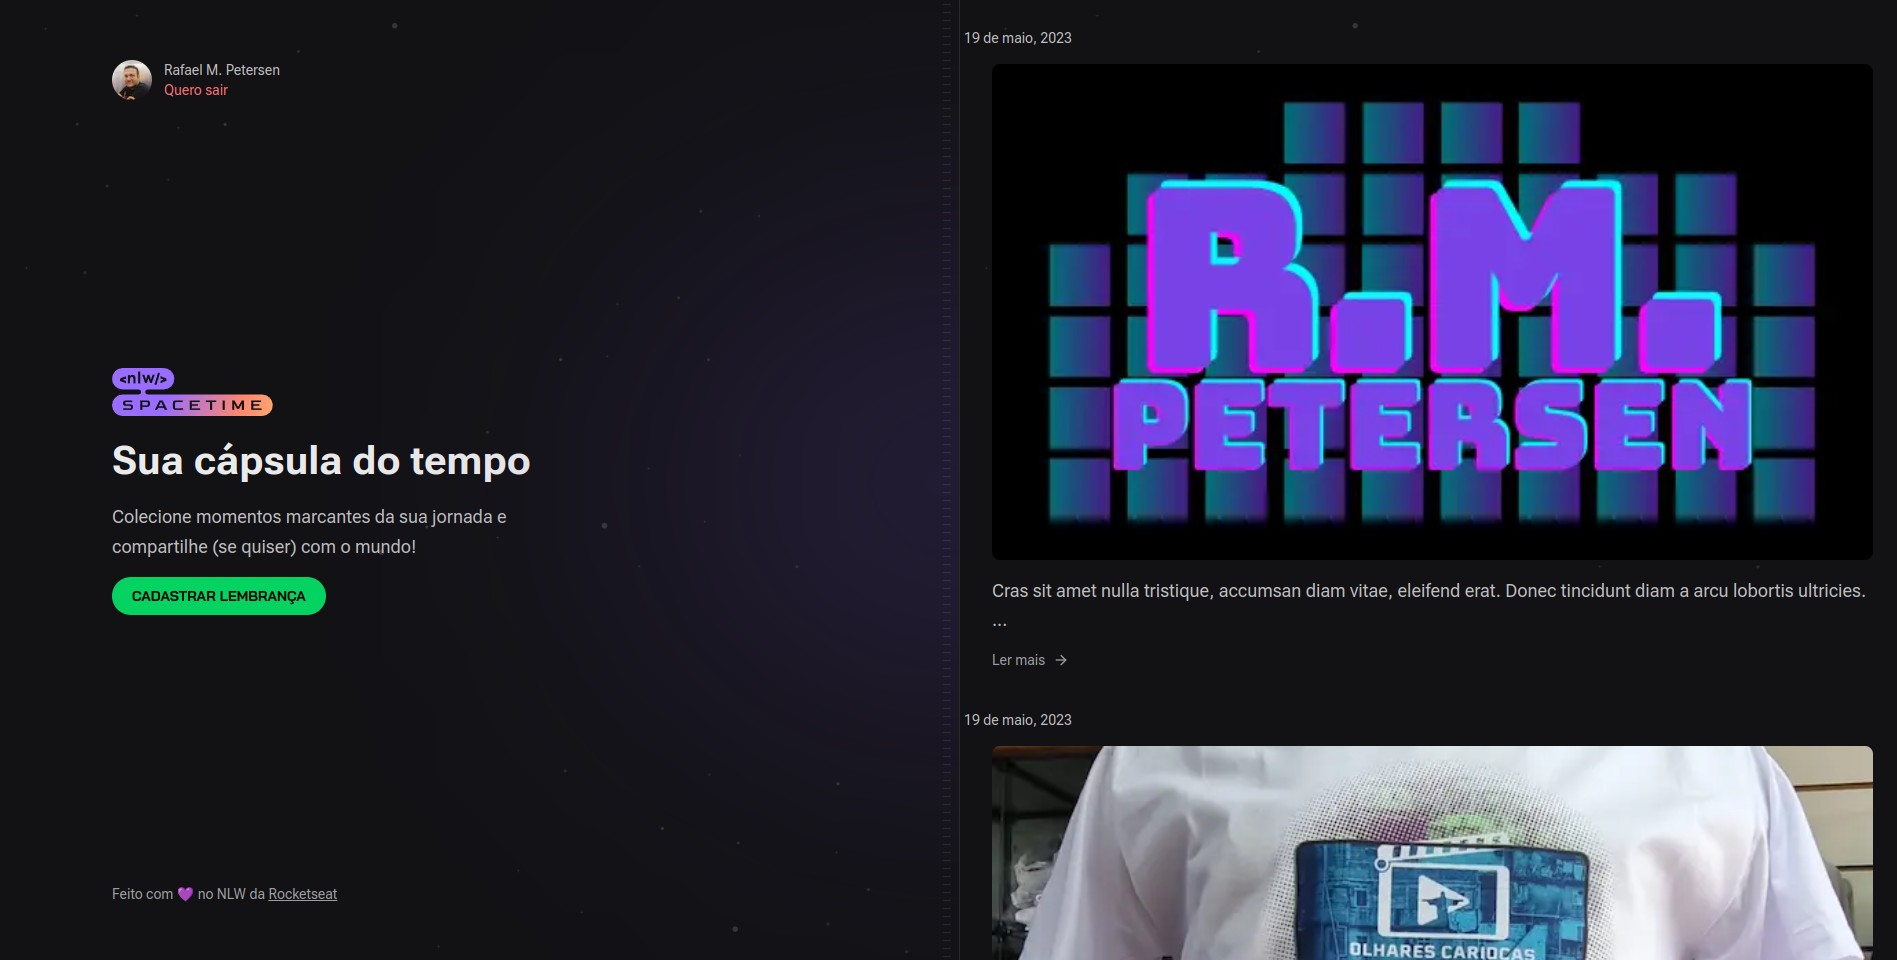 Rafael M. Petersen
Quero sair
<nlw/>
SPACETIME
Sua cápsula do tempo
Colecione momentos marcantes da sua jornada e
compartilhe (se quiser) com o mundo!
CADASTRAR LEMBRANÇA
Feito com 💜 no NLW da Rocketseat
19 de maio, 2023
R.M.
PETERSEN
Cras sit amet nulla tristique, accumsan diam vitae, eleifend erat. Donec tincidunt diam a arcu lobortis ultricies.
...
Ler mais →
19 de maio, 2023
OLHARES CARIOCAS